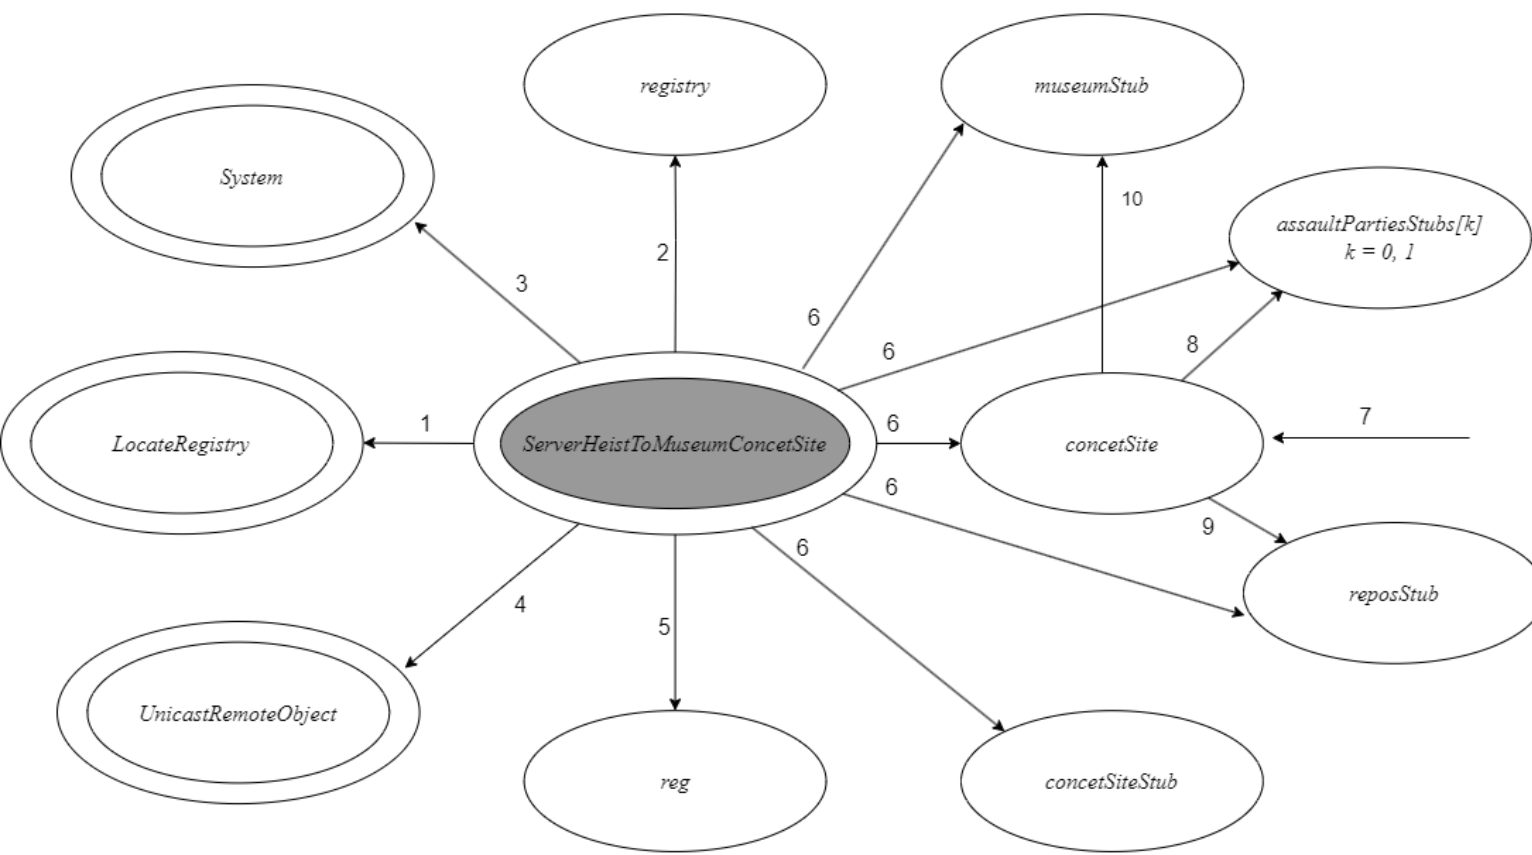 registry
museumStub
System
10
assaultPartiesStubs[k]
k = 0, 1
2
3
6
6
8
1
6
7
LocateRegistry
ServerHeistToMuseumConcetSite
concetSite
6
9
6
4
5
reposStub
UnicastRemoteObject
reg
concetSiteStub